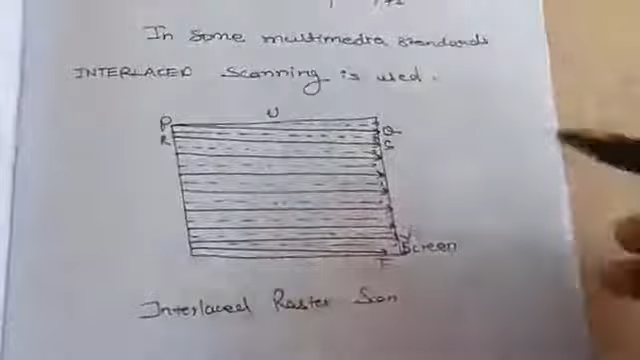 In Some multimedia standards
INTERLACED Scanning is used.
U
P
Q
R
S
V
Screen
T
Interlaced Raster Scan